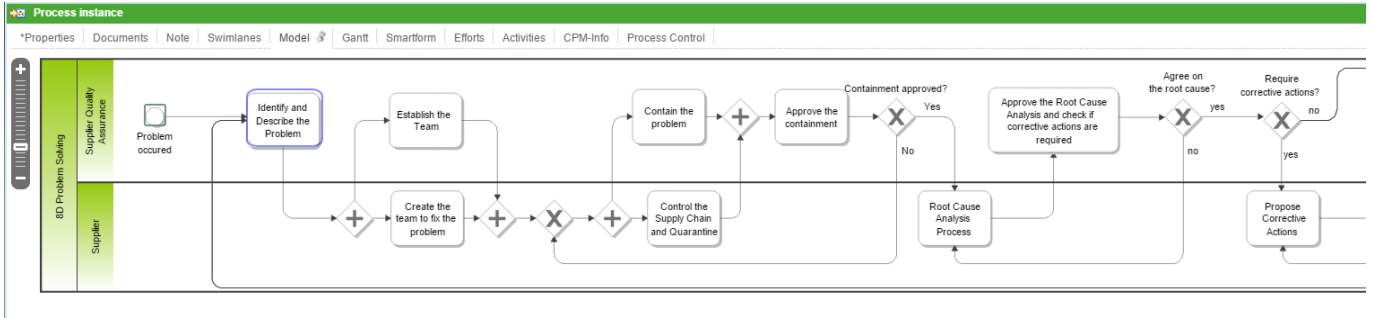 Process instance
*Properties Documents Note Swimlanes Model Gantt Smartform Efforts Activities CPM-Info Process Control
8D Problem Solving
Supplier Quality
Assurance
Problem
occured
Identify and
Describe the
Problem
Establish the
Team
Contain the
problem
Approve the
containment
Containment approved?
Yes
No
Approve the Root Cause
Analysis and check if
corrective actions are
required
Agree on
the root cause?
yes
no
Require
corrective actions?
no
yes
Supplier
Create the
team to fix the
problem
Control the
Supply Chain
and Quarantine
Root Cause
Analysis
Process
Propose
Corrective
Actions